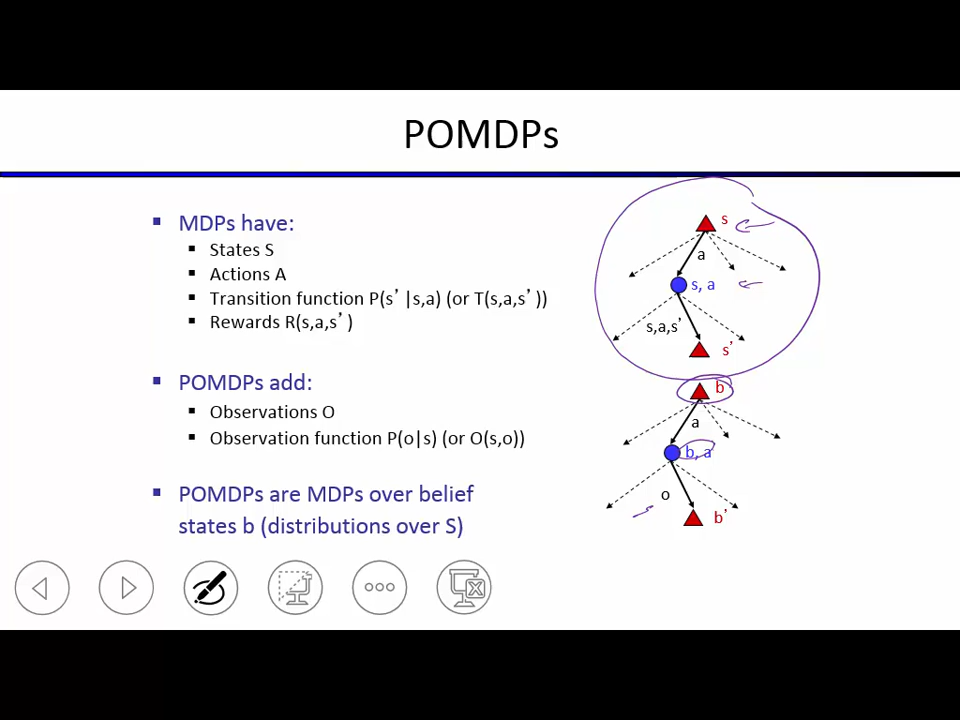 POMDPs
▪ MDPs have:
▪ States S
▪ Actions A
▪ Transition function P(s’|s,a) (or T(s,a,s’))
▪ Rewards R(s,a,s’)
▪ POMDPs add:
▪ Observations O
▪ Observation function P(o|s) (or O(s,o))
▪ POMDPs are MDPs over belief
states b (distributions over S)
s
a
s, a
s,a,s’
s’
b
a
b, a
o
b’